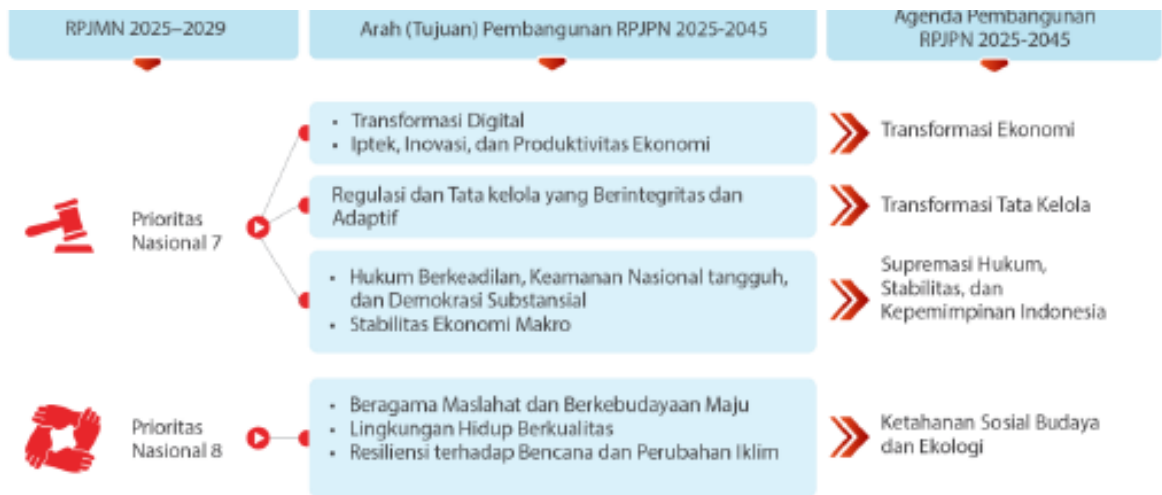 RPJMN 2025–2029
Arah (Tujuan) Pembangunan RPJPN 2025-2045
Agenda Pembangunan
RPJPN 2025-2045
Prioritas
Nasional 7
• Transformasi Digital
• Iptek, Inovasi, dan Produktivitas Ekonomi
Transformasi Ekonomi
Regulasi dan Tata kelola yang Berintegritas dan
Adaptif
Transformasi Tata Kelola
• Hukum Berkeadilan, Keamanan Nasional tangguh,
dan Demokrasi Substansial
• Stabilitas Ekonomi Makro
Supremasi Hukum,
Stabilitas, dan
Kepemimpinan Indonesia
Prioritas
Nasional 8
• Beragama Maslahat dan Berkebudayaan Maju
• Lingkungan Hidup Berkualitas
• Resiliensi terhadap Bencana dan Perubahan Iklim
Ketahanan Sosial Budaya
dan Ekologi